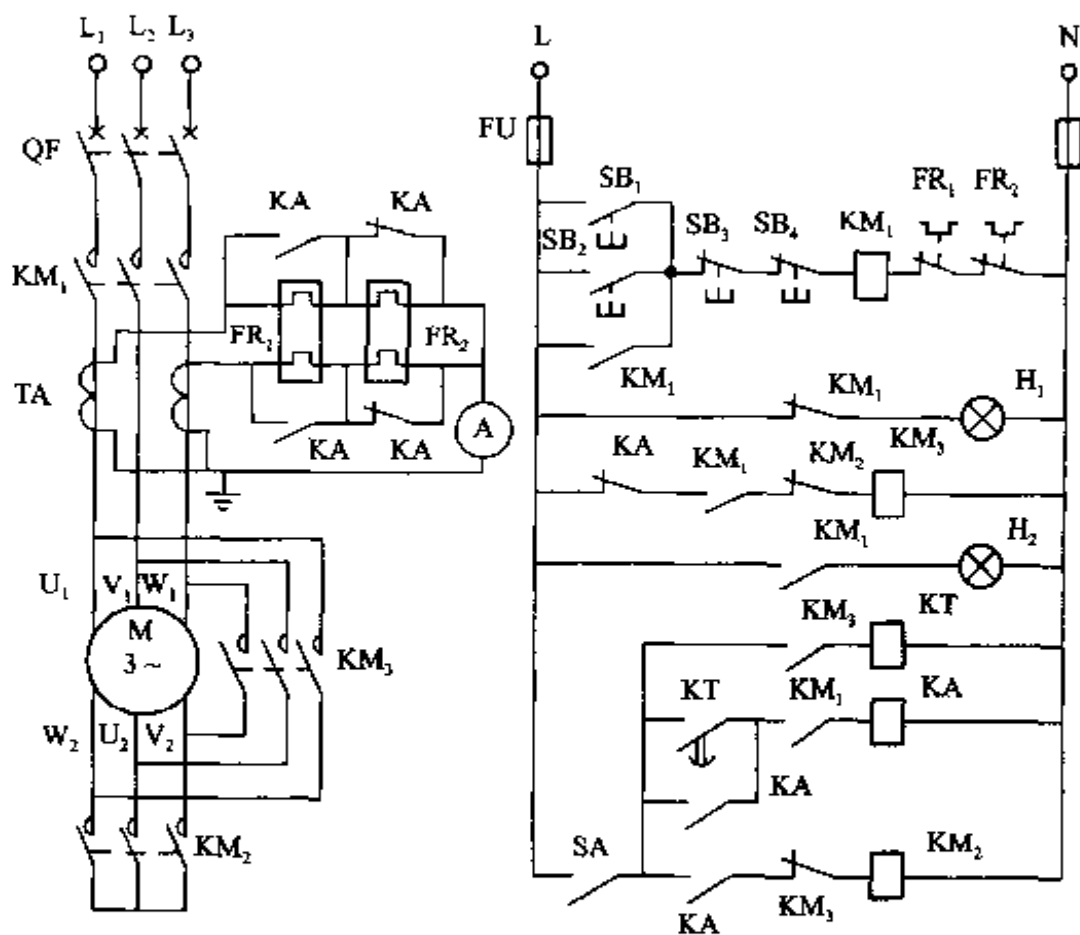 L₁ L₂ L₃
QF
KM₁
TA
KA KA
FR₁ FR₂
KA KA
A
U₁ V₁ W₁
M
3~
KM₃
W₂ U₂ V₂
KM₂
L N
FU
SB₁
SB₂
SB₃ SB₄ KM₁ FR₁ FR₂
KM₁
KM₁ H₁
KA KM₁ KM₂ KM₃
KM₁ H₂
KM₃ KT
KT KM₁ KA
KA
SA KA KM₃ KM₂